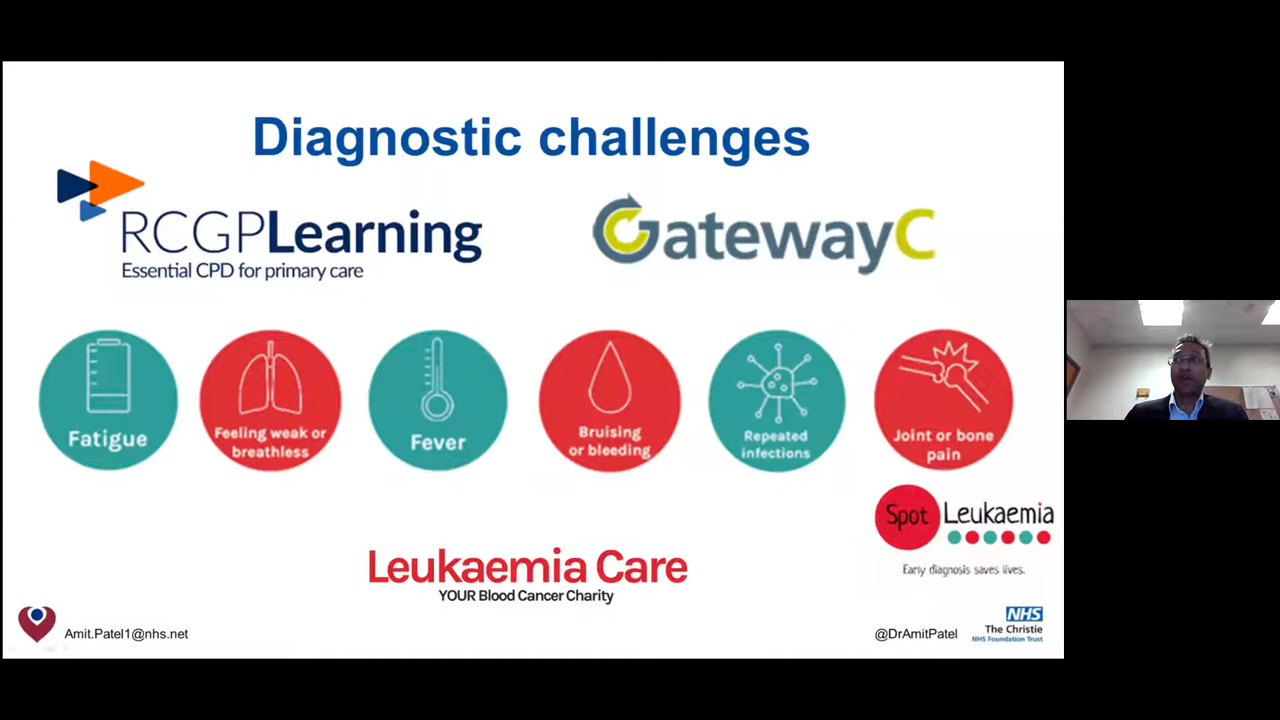 Diagnostic challenges
RCGPLearning
Essential CPD for primary care
GatewayC
Fatigue
Feeling weak or
breathless
Fever
Bruising
or bleeding
Repeated
infections
Joint or bone
pain
Spot Leukaemia
Early diagnosis saves lives.
Leukaemia Care
YOUR Blood Cancer Charity
Amit.Patel1@nhs.net
@DrAmitPatel
NHS
The Christie
NHS Foundation Trust